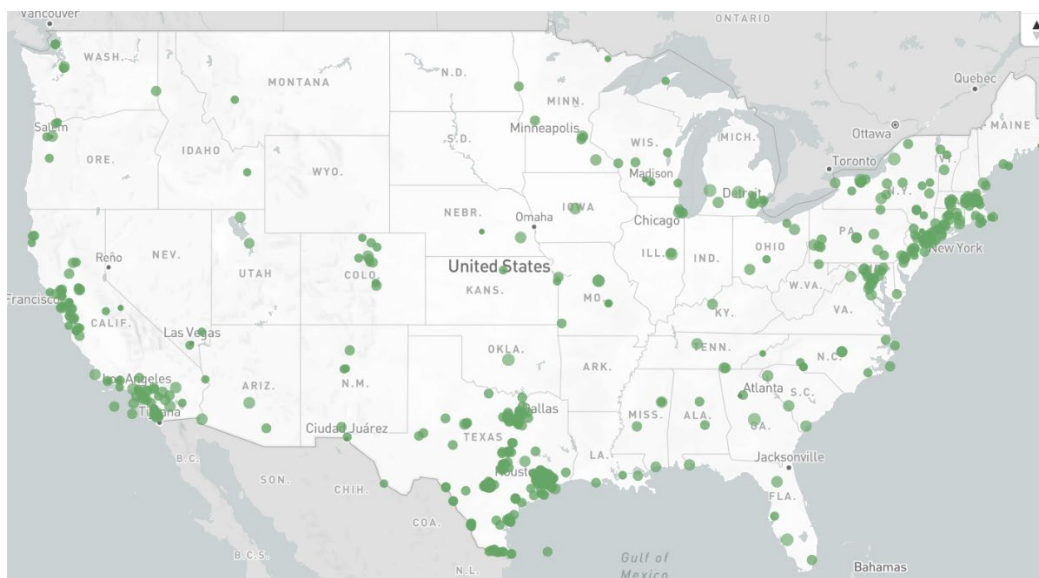 Vancouver
ONTARIO
WASH.
MONTANA
N.D.
MINN.
Quebec
MAINE
Salem
Minneapolis
Ottawa
ORE.
IDAHO
S.D.
WIS.
MICH.
Toronto
VT.
WYO.
Madison
Detroit
N.Y.
NEBR.
Omaha
IOWA
Chicago
PA.
New York
Reno
NEV.
UTAH
COLO.
United States
ILL.
IND.
OHIO
KANS.
MO.
W.VA.
VA.
Francisco
CALIF.
Las Vegas
KY.
OKLA.
TENN.
N.C.
Los Angeles
ARIZ.
N.M.
ARK.
Atlanta
S.C.
Tijuana
Ciudad Juárez
Dallas
MISS.
ALA.
GA.
TEXAS
B.C.
SON.
CHIH.
Houston
LA.
Jacksonville
FLA.
COA.
B.C.S.
N.L.
Gulf of
Mexico
Bahamas